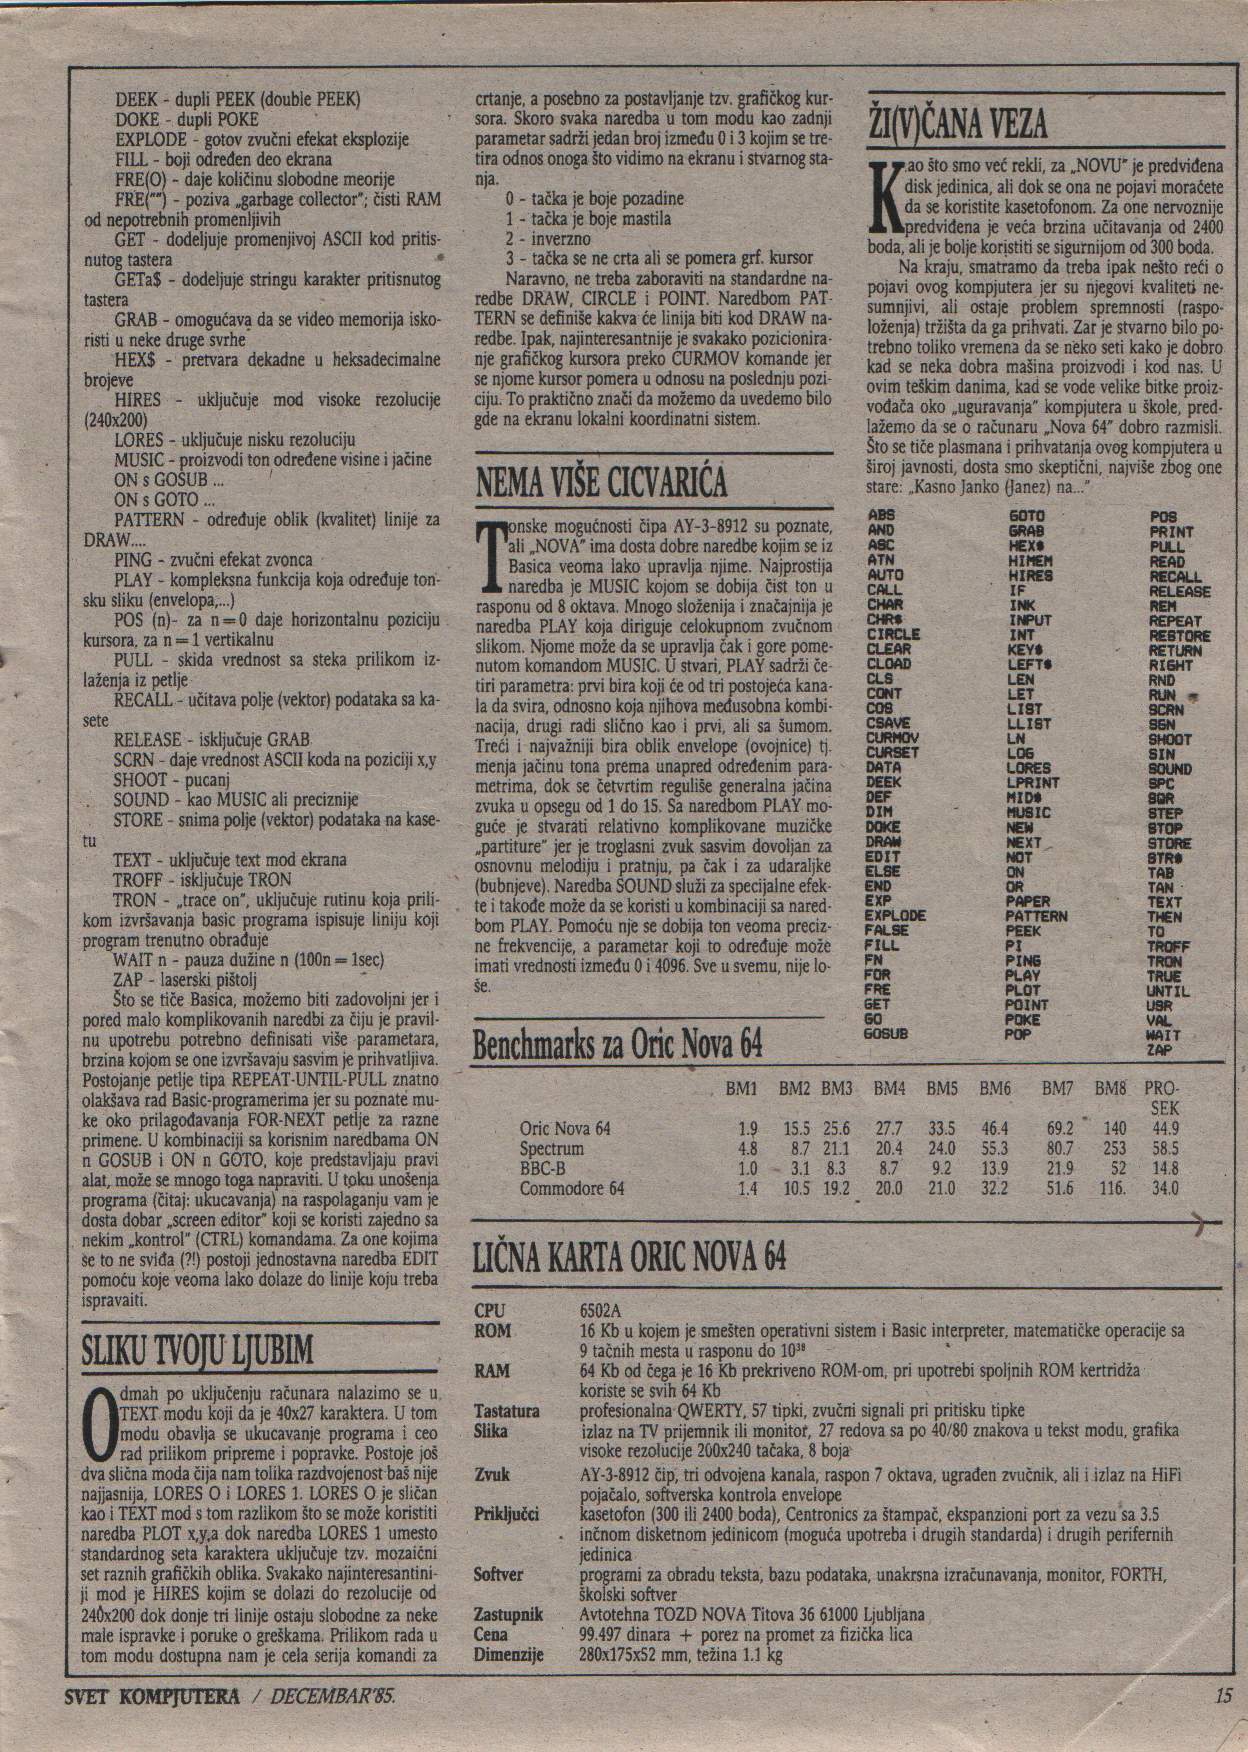 DEEK - dupli PEEK (double PEEK)
DOKE - dupli POKE
EXPLODE - gotov zvučni efekat eksplozije
FILL - boji određen deo ekrana
FRE(O) - daje količinu slobodne meorije
FRE("") - poziva „garbage collector"; čisti RAM
od nepotrebnih promenljivih
GET - dodeljuje promenjivoj ASCII kod pritis-
nutog tastera
GETa$ - dodeljuje stringu karakter pritisnutog
tastera
GRAB - omogućava da se video memorija isko-
risti u neke druge svrhe
HEX$ - pretvara dekadne u heksadecimalne
brojeve
HIRES - uključuje mod visoke rezolucije
(240x200)
LORES - uključuje nisku rezoluciju
MUSIC - proizvodi ton određene visine i jačine
ON s GOSUB ...
ON s GOTO ...
PATTERN - određuje oblik (kvalitet) linije za
DRAW....
PING - zvučni efekat zvonca
PLAY - kompleksna funkcija koja određuje ton-
sku sliku (envelopa,...)
POS (n)- za n=0 daje horizontalnu poziciju
kursora, za n=1 vertikalnu
PULL - skida vrednost sa steka prilikom iz-
laženja iz petlje
RECALL - učitava polje (vektor) podataka sa ka-
sete
RELEASE - isključuje GRAB
SCRN - daje vrednost ASCII koda na poziciji x,y
SHOOT - pucanj
SOUND - kao MUSIC ali preciznije
STORE - snima polje (vektor) podataka na kase-
tu
TEXT - uključuje text mod ekrana
TROFF - isključuje TRON
TRON - „trace on", uključuje rutinu koja prili-
kom izvršavanja basic programa ispisuje liniju koji
program trenutno obrađuje
WAIT n - pauza dužine n (100n=1sec)
ZAP - laserski pištolj
Što se tiče Basica, možemo biti zadovoljni jer i
pored malo komplikovanih naredbi za čiju je pravil-
nu upotrebu potrebno definisati više parametara,
brzina kojom se one izvršavaju sasvim je prihvatljiva.
Postojanje petlje tipa REPEAT-UNTIL-PULL znatno
olakšava rad Basic-programerima jer su poznate mu-
ke oko prilagođavanja FOR-NEXT petlje za razne
primene. U kombinaciji sa korisnim naredbama ON
n GOSUB i ON n GOTO, koje predstavljaju pravi
alat, može se mnogo toga napraviti. U toku unošenja
programa (čitaj: ukucavanja) na raspolaganju vam je
dosta dobar „screen editor" koji se koristi zajedno sa
nekim „kontrol" (CTRL) komandama. Za one kojima
se to ne sviđa (?!) postoji jednostavna naredba EDIT
pomoću koje veoma lako dolaze do linije koju treba
ispravaiti.
SLIKU TVOJU LJUBIM
Odmah po uključenju računara nalazimo se u
TEXT modu koji da je 40x27 karaktera. U tom
modu obavlja se ukucavanje programa i ceo
rad prilikom pripreme i popravke. Postoje još
dva slična moda čija nam tolika razdvojenost baš nije
najjasnija, LORES O i LORES 1. LORES O je sličan
kao i TEXT mod s tom razlikom što se može koristiti
naredba PLOT x,y,a dok naredba LORES 1 umesto
standardnog seta karaktera uključuje tzv. mozaični
set raznih grafičkih oblika. Svakako najinteresantini-
ji mod je HIRES kojim se dolazi do rezolucije od
240x200 dok donje tri linije ostaju slobodne za neke
male ispravke i poruke o greškama. Prilikom rada u
tom modu dostupna nam je cela serija komandi za
crtanje, a posebno za postavljanje tzv. grafičkog kur-
sora. Skoro svaka naredba u tom modu kao zadnji
parametar sadrži jedan broj između 0 i 3 kojim se tre-
tira odnos onoga što vidimo na ekranu i stvarnog sta-
nja.
0 - tačka je boje pozadine
1 - tačka je boje mastila
2 - inverzno
3 - tačka se ne crta ali se pomera grf. kursor
Naravno, ne treba zaboraviti na standardne na-
redbe DRAW, CIRCLE i POINT. Naredbom PAT-
TERN se definiše kakva će linija biti kod DRAW na-
redbe. Ipak, najinteresantnije je svakako pozicionira-
nje grafičkog kursora preko CURMOV komande jer
se njome kursor pomera u odnosu na poslednju pozi-
ciju. To praktično znači da možemo da uvedemo bilo
gde na ekranu lokalni koordinatni sistem.
NEMA VIŠE CICVARIĆA
Tonske mogućnosti čipa AY-3-8912 su poznate,
ali „NOVA" ima dosta dobre naredbe kojim se iz
Basica veoma lako upravlja njime. Najprostija
naredba je MUSIC kojom se dobija čist ton u
rasponu od 8 oktava. Mnogo složenija i značajnija je
naredba PLAY koja diriguje celokupnom zvučnom
slikom. Njome može da se upravlja čak i gore pome-
nutom komandom MUSIC. U stvari, PLAY sadrži če-
tiri parametra: prvi bira koji će od tri postojeća kana-
la da svira, odnosno koja njihova međusobna kombi-
nacija, drugi radi slično kao i prvi, ali sa šumom.
Treći i najvažniji bira oblik envelope (ovojnice) tj.
menja jačinu tona prema unapred određenim para-
metrima, dok se četvrtim reguliše generalna jačina
zvuka u opsegu od 1 do 15. Sa naredbom PLAY mo-
guće je stvarati relativno komplikovane muzičke
„partiture" jer je troglasni zvuk sasvim dovoljan za
osnovnu melodiju i pratnju, pa čak i za udaraljke
(bubnjeve). Naredba SOUND služi za specijalne efek-
te i takođe može da se koristi u kombinaciji sa nared-
bom PLAY. Pomoću nje se dobija ton veoma preciz-
ne frekvencije, a parametar koji to određuje može
imati vrednosti između 0 i 4096. Sve u svemu, nije lo-
še.
ŽI(V)ČANA VEZA
Kao što smo već rekli, za „NOVU" je predviđena
disk jedinica, ali dok se ona ne pojavi moraćete
da se koristite kasetofonom. Za one nervoznije
predviđena je veća brzina učitavanja od 2400
boda, ali je bolje koristiti se sigurnijom od 300 boda.
Na kraju, smatramo da treba ipak nešto reći o
pojavi ovog kompjutera jer su njegovi kvaliteti ne-
sumnjivi, ali ostaje problem spremnosti (raspo-
loženja) tržišta da ga prihvati. Zar je stvarno bilo po-
trebno toliko vremena da se neko seti kako je dobro
kad se neka dobra mašina proizvodi i kod nas. U
ovim teškim danima, kad se vode velike bitke proiz-
vođača oko „uguravanja" kompjutera u škole, pred-
lažemo da se o računaru „Nova 64" dobro razmisli.
Što se tiče plasmana i prihvatanja ovog kompjutera u
široj javnosti, dosta smo skeptični, najviše zbog one
stare: „Kasno Janko (Janez) na..."
ABS GOTO POS
AND GRAB PRINT
ASC HEX$ PULL
ATN HIMEM READ
AUTO HIRES RECALL
CALL IF RELEASE
CHAR INK REM
CHR$ INPUT REPEAT
CIRCLE INT RESTORE
CLEAR KEY$ RETURN
CLOAD LEFT$ RIGHT
CLS LEN RND
CONT LET RUN
COS LIST SCRN
CSAVE LLIST SGN
CURMOV LN SHOOT
CURSET LOG SIN
DATA LORES SOUND
DEEK LPRINT SPC
DEF MID$ SQR
DIM MUSIC STEP
DOKE NEW STOP
DRAW NEXT STORE
EDIT NOT STR$
ELSE ON TAB
END OR TAN
EXP PAPER TEXT
EXPLODE PATTERN THEN
FALSE PEEK TO
FILL PI TROFF
FN PING TRON
FOR PLAY TRUE
FRE PLOT UNTIL
GET POINT USR
GO POKE VAL
GOSUB POP WAIT
ZAP
Benchmarks za Oric Nova 64
BM1 BM2 BM3 BM4 BM5 BM6 BM7 BM8 PRO-
SEK
Oric Nova 64 1.9 15.5 25.6 27.7 33.5 46.4 69.2 140 44.9
Spectrum 4.8 8.7 21.1 20.4 24.0 55.3 80.7 253 58.5
BBC-B 1.0 3.1 8.3 8.7 9.2 13.9 21.9 52 14.8
Commodore 64 1.4 10.5 19.2 20.0 21.0 32.2 51.6 116. 34.0
LIČNA KARTA ORIC NOVA 64
CPU 6502A
ROM 16 Kb u kojem je smešten operativni sistem i Basic interpreter, matematičke operacije sa
9 tačnih mesta u rasponu do 10³⁸
RAM 64 Kb od čega je 16 Kb prekriveno ROM-om, pri upotrebi spoljnih ROM kertridža
koriste se svih 64 Kb
Tastatura profesionalna QWERTY, 57 tipki, zvučni signali pri pritisku tipke
Slika izlaz na TV prijemnik ili monitor, 27 redova sa po 40/80 znakova u tekst modu, grafika
visoke rezolucije 200x240 tačaka, 8 boja
Zvuk AY-3-8912 čip, tri odvojena kanala, raspon 7 oktava, ugrađen zvučnik, ali i izlaz na HiFi
pojačalo, softverska kontrola envelope
Priključci kasetofon (300 ili 2400 boda), Centronics za štampač, ekspanzioni port za vezu sa 3.5
inčnom disketnom jedinicom (moguća upotreba i drugih standarda) i drugih perifernih
jedinica
Softver programi za obradu teksta, bazu podataka, unakrsna izračunavanja, monitor, FORTH,
školski softver
Zastupnik Avtotehna TOZD NOVA Titova 36 61000 Ljubljana
Cena 99.497 dinara + porez na promet za fizička lica
Dimenzije 280x175x52 mm, težina 1.1 kg
SVET KOMPJUTERA / DECEMBAR'85.
15